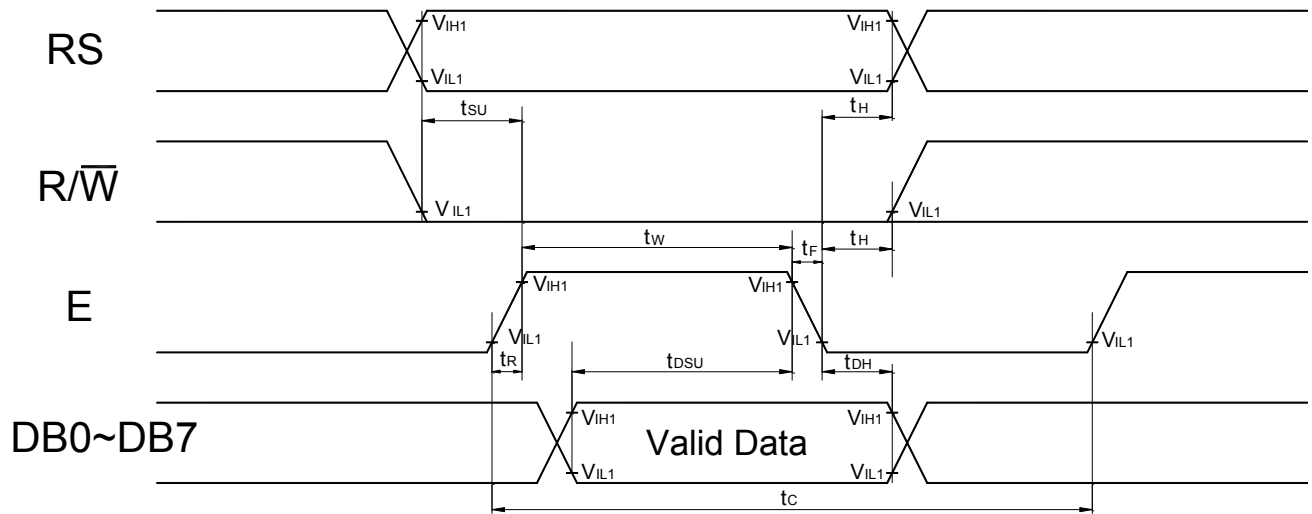 RS
VIH1
VIH1
VIL1
VIL1
tSU
tH
R/W̅
VIL1
VIL1
tW
tF
tH
E
VIH1
VIH1
VIL1
VIL1
VIL1
tR
tDSU
tDH
DB0~DB7
VIH1
VIH1
Valid Data
VIL1
VIL1
tC